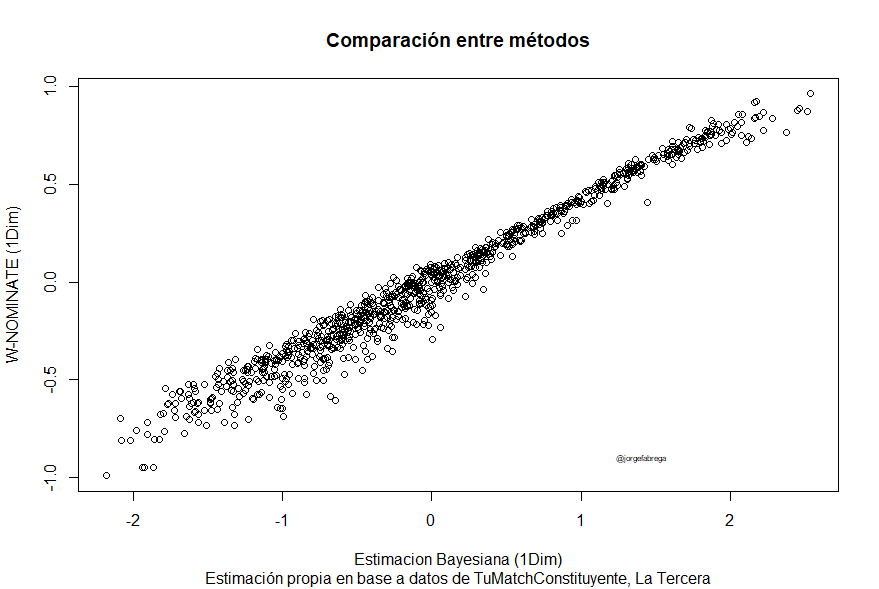 Comparación entre métodos
W-NOMINATE (1Dim)
1.0
0.5
0.0
-0.5
-1.0
@jorgefabrega
-2
-1
0
1
2
Estimacion Bayesiana (1Dim)
Estimación propia en base a datos de TuMatchConstituyente, La Tercera